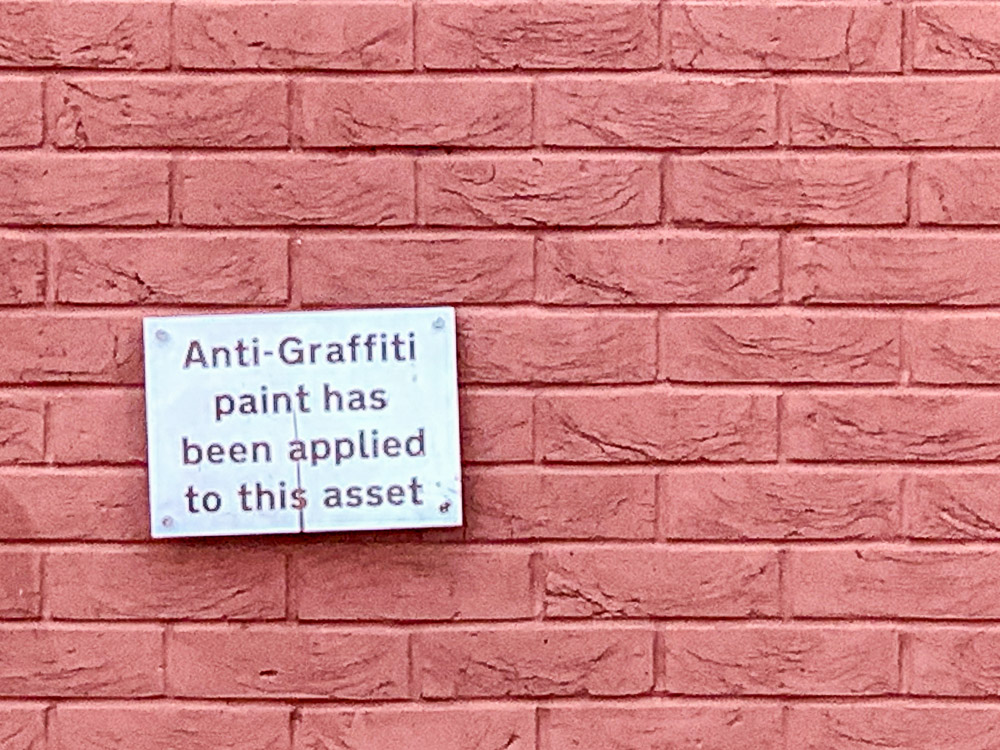 Anti-Graffiti
paint has
been applied
to this asset